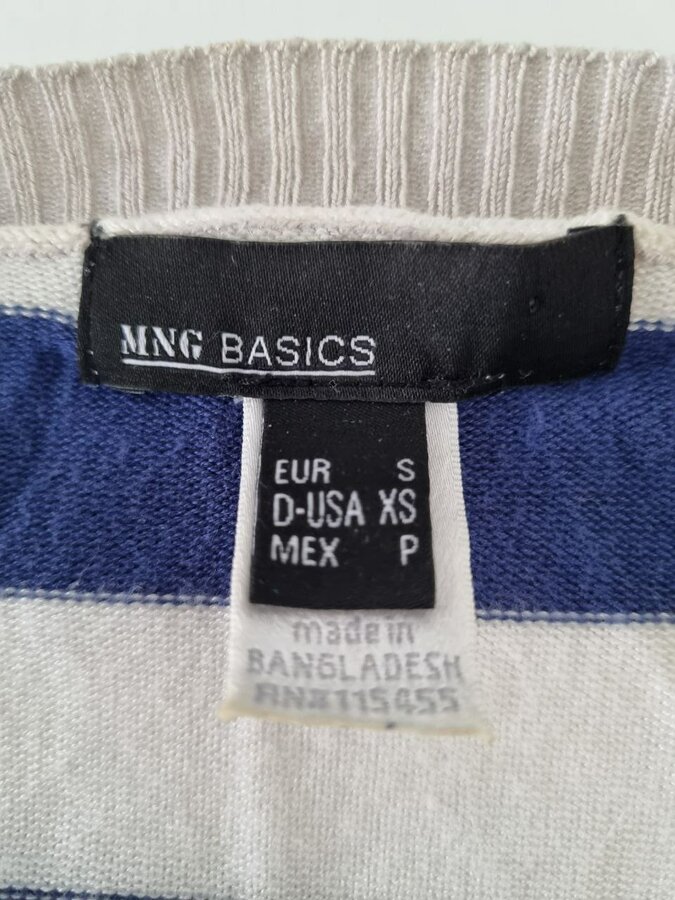 MNG BASICS
EUR S
D-USA XS
MEX P
made in
BANGLADESH
RN#115455